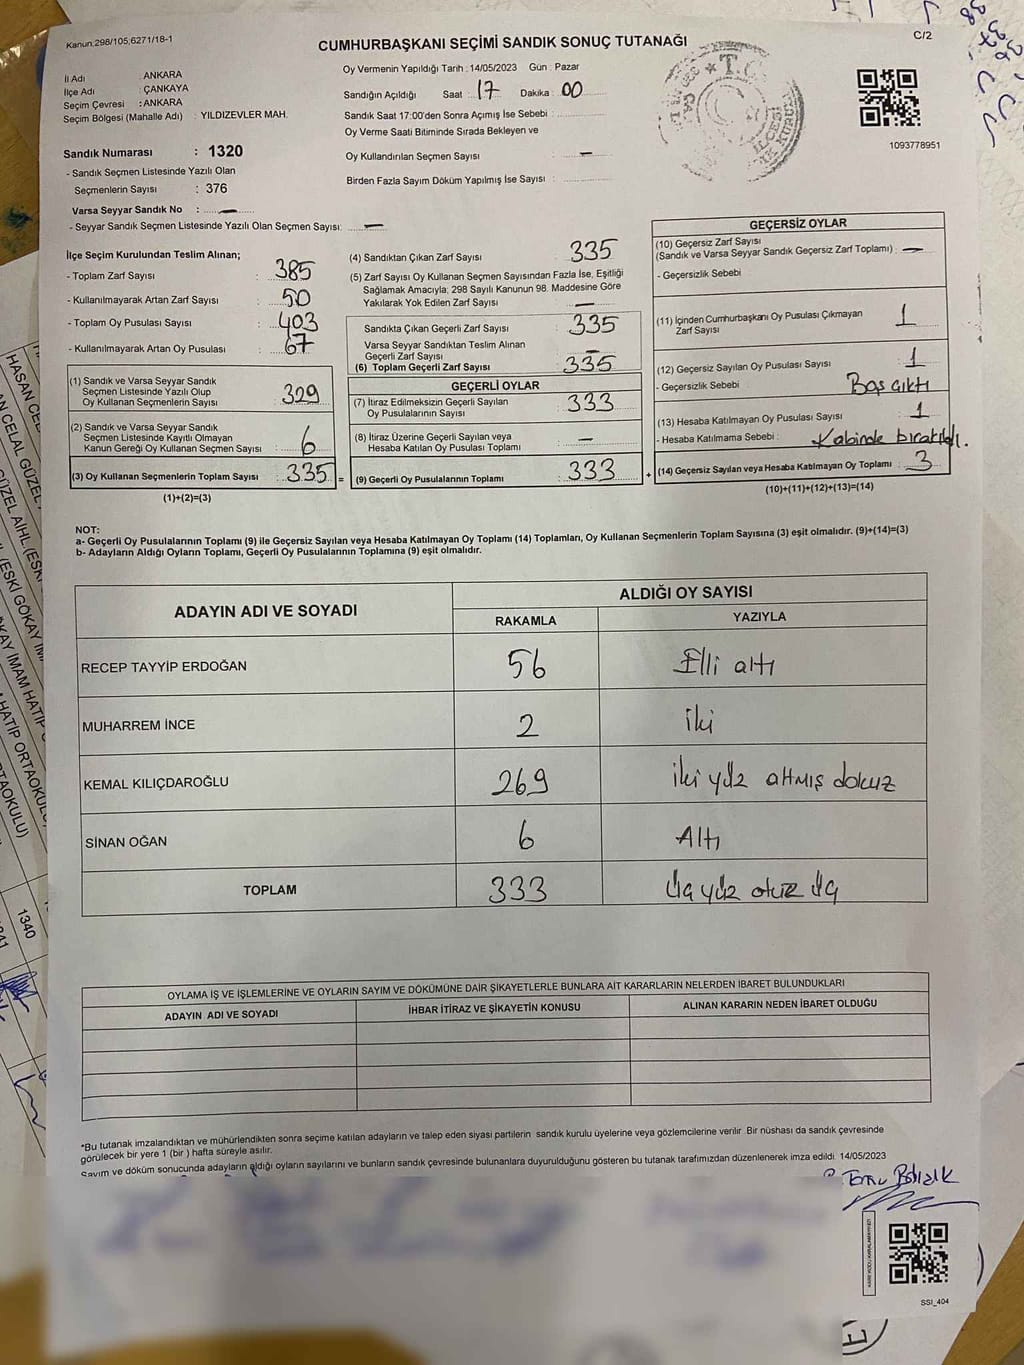 Kanun:298/105;6271/18-1
C/2
CUMHURBAŞKANI SEÇİMİ SANDIK SONUÇ TUTANAĞI
İl Adı : ANKARA
İlçe Adı : ÇANKAYA
Seçim Çevresi : ANKARA
Seçim Bölgesi (Mahalle Adı) : YILDIZEVLER MAH.
Oy Vermenin Yapıldığı Tarih : 14/05/2023 Gün : Pazar
Sandığın Açıldığı Saat : 17 Dakika : 00
Sandık Saat 17:00'den Sonra Açımış İse Sebebi :
Oy Verme Saati Bitiminde Sırada Bekleyen ve
Oy Kullandırılan Seçmen Sayısı : —
Birden Fazla Sayım Döküm Yapılmış İse Sayısı :
T.C.
1093778951
Sandık Numarası : 1320
- Sandık Seçmen Listesinde Yazılı Olan
Seçmenlerin Sayısı : 376
Varsa Seyyar Sandık No : —
- Seyyar Sandık Seçmen Listesinde Yazılı Olan Seçmen Sayısı: —
İlçe Seçim Kurulundan Teslim Alınan;
- Toplam Zarf Sayısı : 385
- Kullanılmayarak Artan Zarf Sayısı : 50
- Toplam Oy Pusulası Sayısı : 403
- Kullanılmayarak Artan Oy Pusulası : 67
(1) Sandık ve Varsa Seyyar Sandık
Seçmen Listesinde Yazılı Olup
Oy Kullanan Seçmenlerin Sayısı : 329
(2) Sandık ve Varsa Seyyar Sandık
Seçmen Listesinde Kayıtlı Olmayan
Kanun Gereği Oy Kullanan Seçmen Sayısı : 6
(3) Oy Kullanan Seçmenlerin Toplam Sayısı : 335 =
(1)+(2)=(3)
(4) Sandıktan Çıkan Zarf Sayısı : 335
(5) Zarf Sayısı Oy Kullanan Seçmen Sayısından Fazla İse, Eşitliği
Sağlamak Amacıyla; 298 Sayılı Kanunun 98. Maddesine Göre
Yakılarak Yok Edilen Zarf Sayısı : —
Sandıkta Çıkan Geçerli Zarf Sayısı : 335
Varsa Seyyar Sandıktan Teslim Alınan
Geçerli Zarf Sayısı : —
(6) Toplam Geçerli Zarf Sayısı : 335
GEÇERLİ OYLAR
(7) İtiraz Edilmeksizin Geçerli Sayılan
Oy Pusulalarının Sayısı : 333
(8) İtiraz Üzerine Geçerli Sayılan veya
Hesaba Katılan Oy Pusulası Toplamı : —
(9) Geçerli Oy Pusulalarının Toplamı : 333 +
GEÇERSİZ OYLAR
(10) Geçersiz Zarf Sayısı
(Sandık ve Varsa Seyyar Sandık Geçersiz Zarf Toplamı) : —
- Geçersizlik Sebebi
(11) İçinden Cumhurbaşkanı Oy Pusulası Çıkmayan
Zarf Sayısı : 1
(12) Geçersiz Sayılan Oy Pusulası Sayısı : 1
- Geçersizlik Sebebi : Boş çıktı
(13) Hesaba Katılmayan Oy Pusulası Sayısı : 1
- Hesaba Katılmama Sebebi : Kabinde bırakıldı.
(14) Geçersiz Sayılan veya Hesaba Katılmayan Oy Toplamı : 3
(10)+(11)+(12)+(13)=(14)
NOT:
a- Geçerli Oy Pusulalarının Toplamı (9) ile Geçersiz Sayılan veya Hesaba Katılmayan Oy Toplamı (14) Toplamları, Oy Kullanan Seçmenlerin Toplam Sayısına (3) eşit olmalıdır. (9)+(14)=(3)
b- Adayların Aldığı Oyların Toplamı, Geçerli Oy Pusulalarının Toplamına (9) eşit olmalıdır.
ADAYIN ADI VE SOYADI ALDIĞI OY SAYISI
RAKAMLA YAZIYLA
RECEP TAYYİP ERDOĞAN 56 Elli altı
MUHARREM İNCE 2 iki
KEMAL KILIÇDAROĞLU 269 iki yüz altmış dokuz
SİNAN OĞAN 6 Altı
TOPLAM 333 Üç yüz otuz üç
OYLAMA İŞ VE İŞLEMLERİNE VE OYLARIN SAYIM VE DÖKÜMÜNE DAİR ŞİKAYETLERLE BUNLARA AİT KARARLARIN NELERDEN İBARET BULUNDUKLARI
ADAYIN ADI VE SOYADI İHBAR İTİRAZ VE ŞİKAYETİN KONUSU ALINAN KARARIN NEDEN İBARET OLDUĞU
*Bu tutanak imzalandıktan ve mühürlendikten sonra seçime katılan adayların ve talep eden siyasi partilerin sandık kurulu üyelerine veya gözlemcilerine verilir. Bir nüshası da sandık çevresinde
görülecek bir yere 1 (bir ) hafta süreyle asılır.
Sayım ve döküm sonucunda adayların aldığı oyların sayılarını ve bunların sandık çevresinde bulunanlara duyurulduğunu gösteren bu tutanak tarafımızdan düzenlenerek imza edildi. 14/05/2023
SSI_404
HASAN CEL
AN CELAL GÜZEL
GÜZEL AİHL (ESK
(ESKİ GÖKAY İM
KAY İMAM HATİP
HATİP ORTAOKULU
TAOKULU)
1340